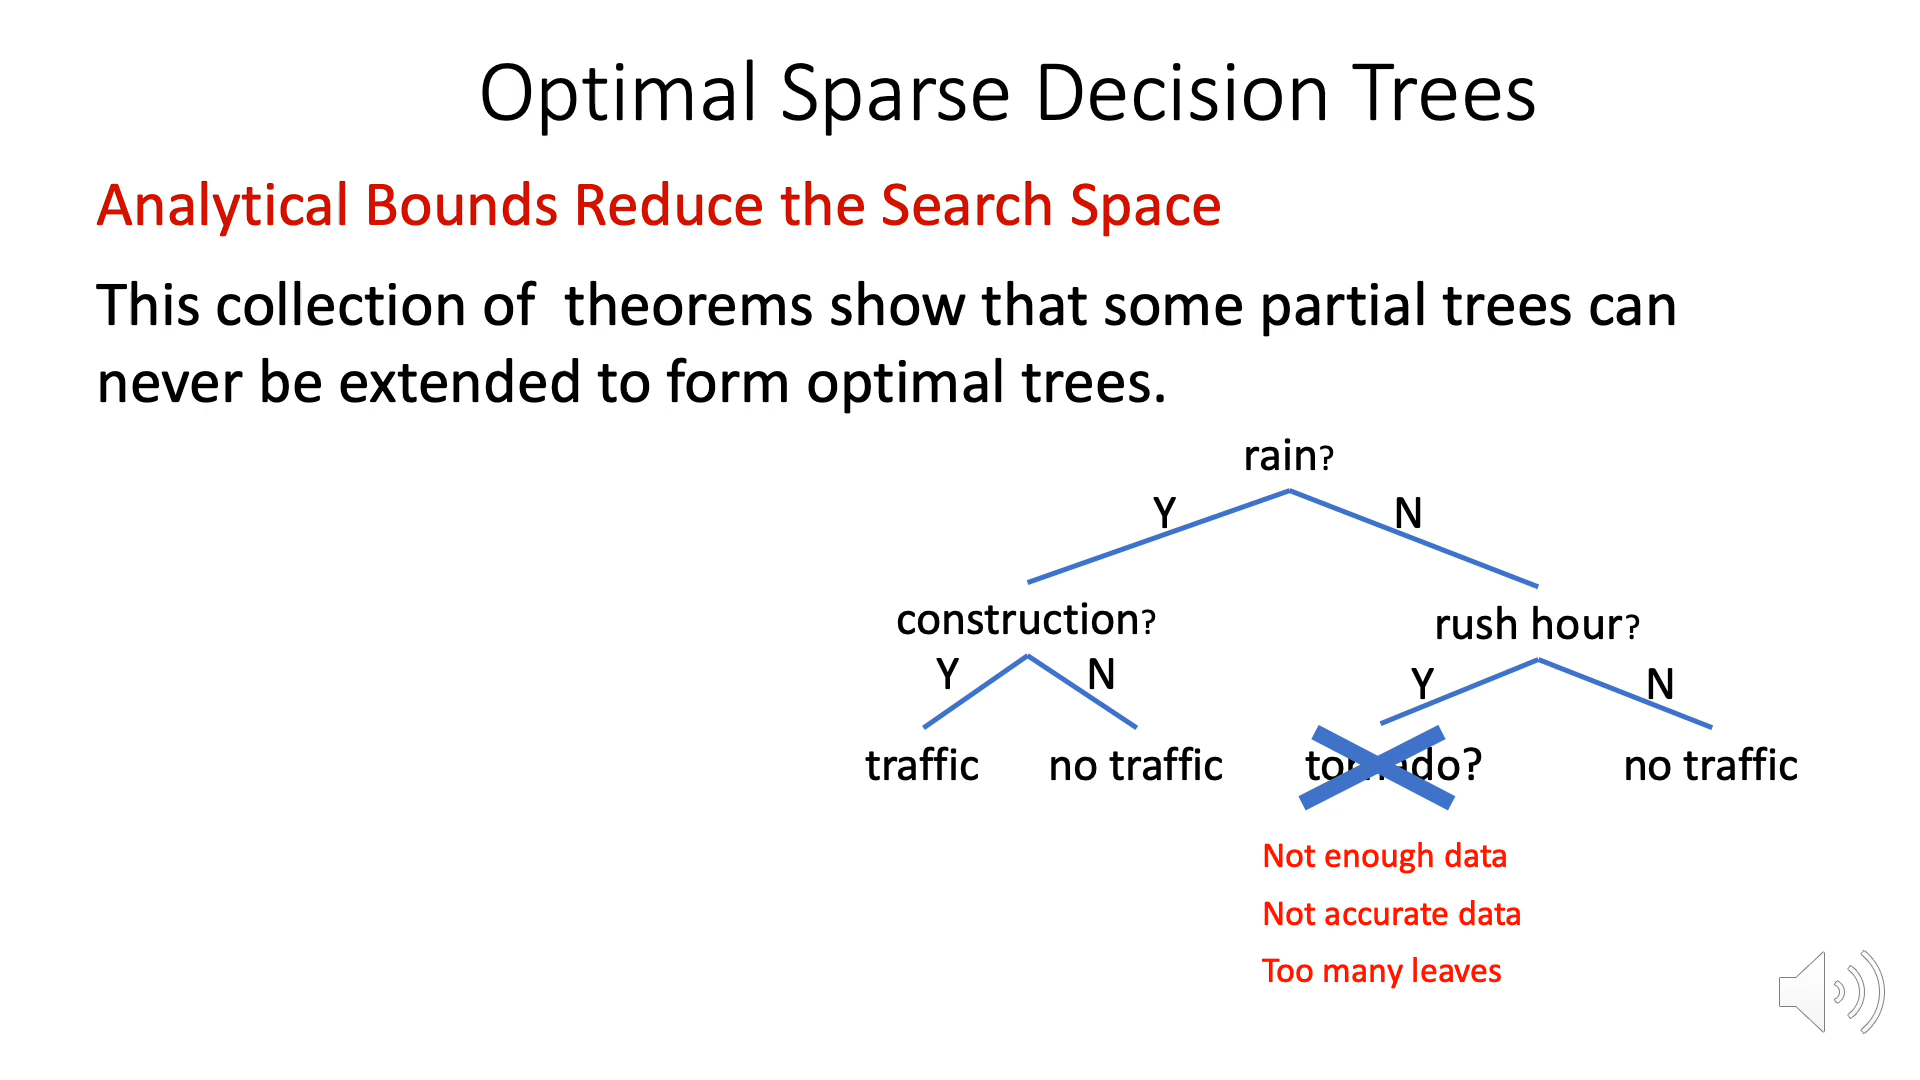 Optimal Sparse Decision Trees
Analytical Bounds Reduce the Search Space
This collection of  theorems show that some partial trees can
never be extended to form optimal trees.
rain?
Y
N
construction?
rush hour?
Y
N
Y
N
traffic
no traffic
tornado?
no traffic
Not enough data
Not accurate data
Too many leaves